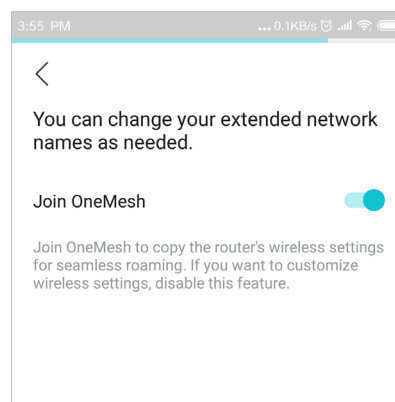 3:55 PM ... 0.1KB/s
You can change your extended network
names as needed.
Join OneMesh
Join OneMesh to copy the router's wireless settings
for seamless roaming. If you want to customize
wireless settings, disable this feature.